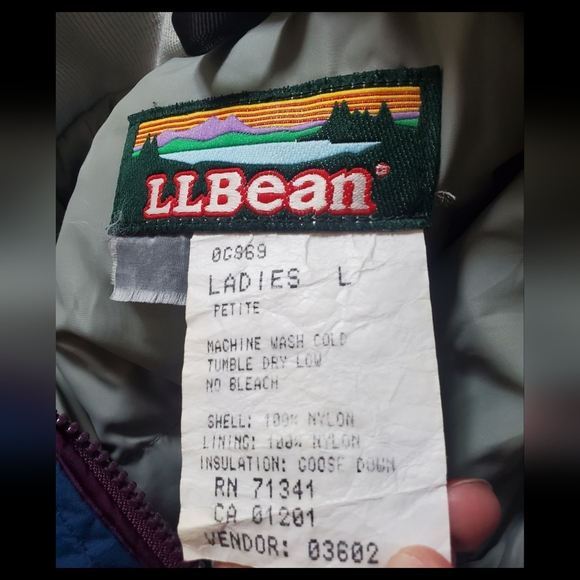 LLBean®
0G969
LADIES L
PETITE
MACHINE WASH COLD
TUMBLE DRY LOW
NO BLEACH
SHELL: 100% NYLON
LINING: 100% NYLON
INSULATION: GOOSE DOWN
RN 71341
CA 01201
VENDOR: 03602